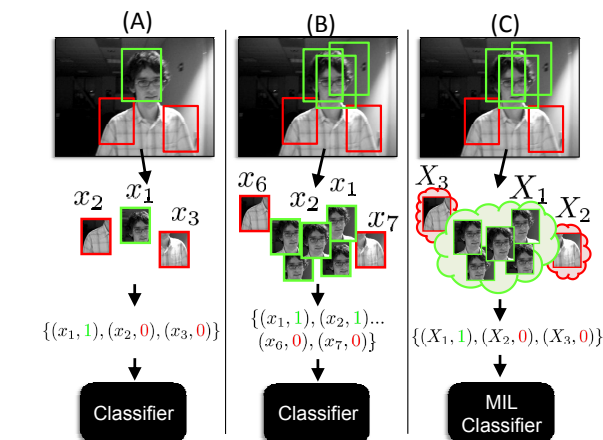 (A)
x₂ x₁ x₃
{(x₁, 1), (x₂, 0), (x₃, 0)}
Classifier
(B)
x₆ x₂ x₁ x₇
{(x₁, 1), (x₂, 1)...
(x₆, 0), (x₇, 0)}
Classifier
(C)
X₃ X₁ X₂
{(X₁, 1), (X₂, 0), (X₃, 0)}
MIL
Classifier